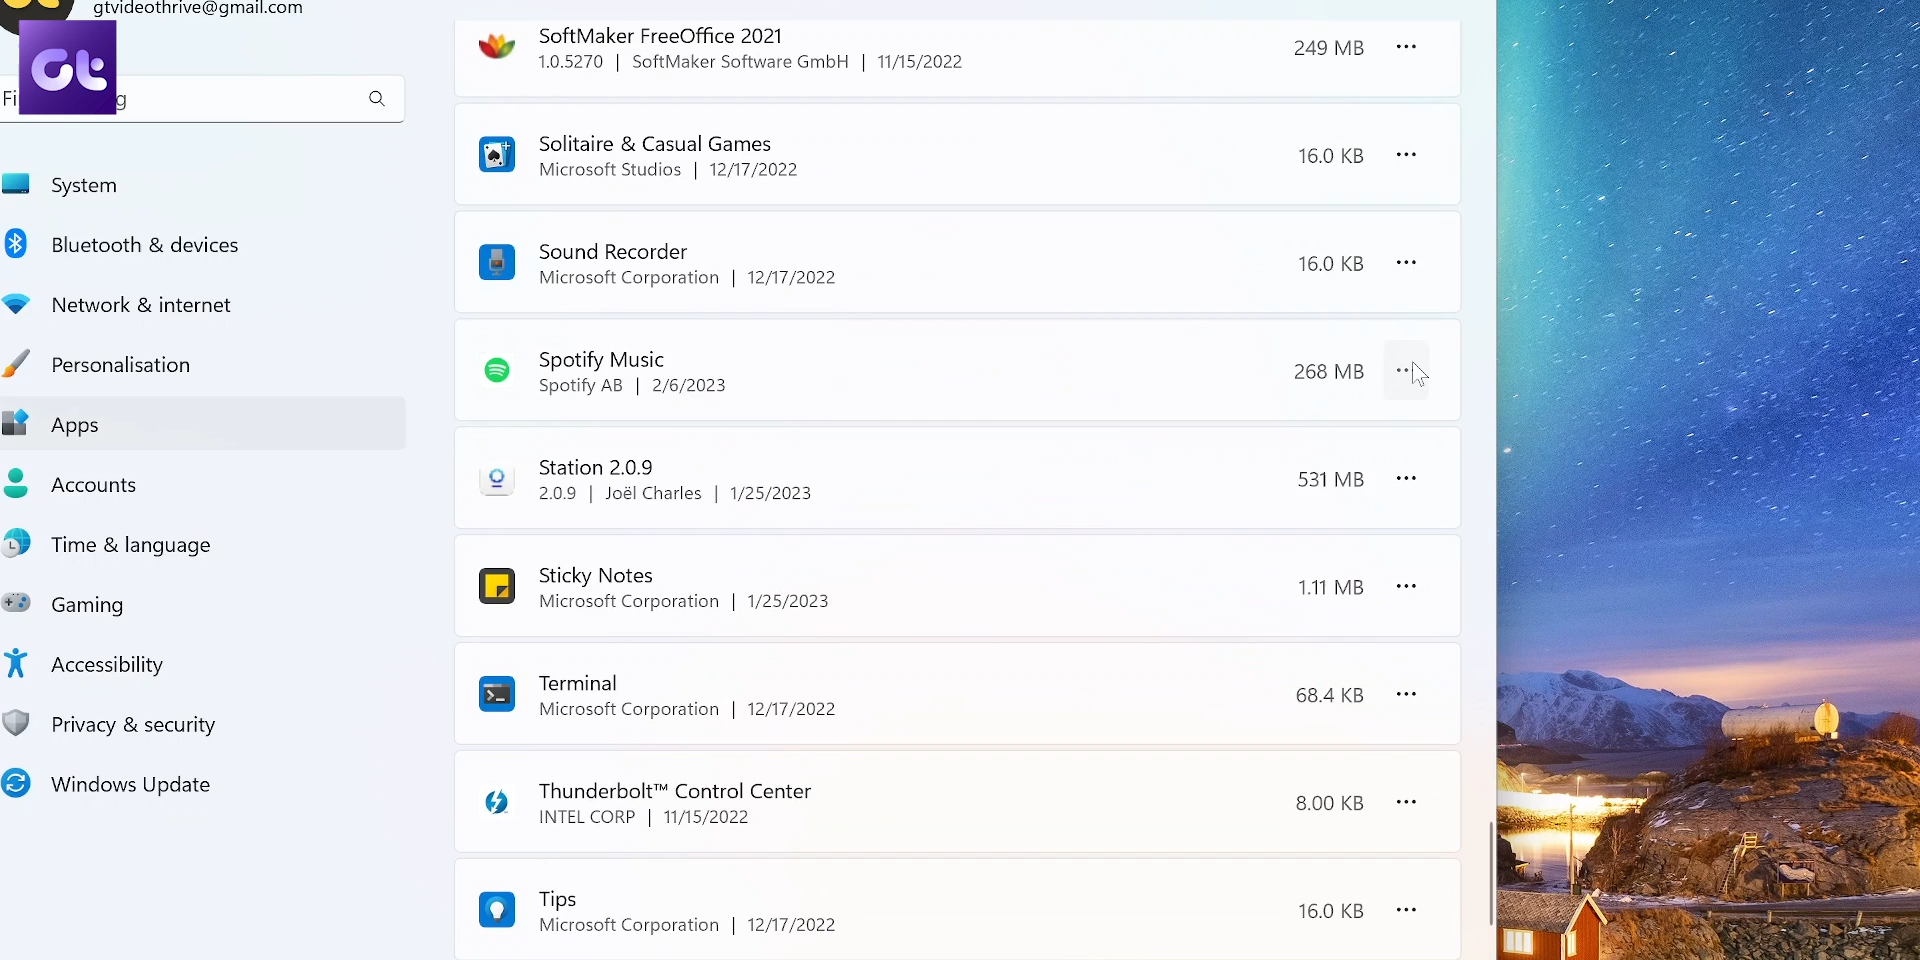 gtvideothrive@gmail.com
Gt
Fi g
System
Bluetooth & devices
Network & internet
Personalisation
Apps
Accounts
Time & language
Gaming
Accessibility
Privacy & security
Windows Update
SoftMaker FreeOffice 2021
1.0.5270 | SoftMaker Software GmbH | 11/15/2022
249 MB
Solitaire & Casual Games
Microsoft Studios | 12/17/2022
16.0 KB
Sound Recorder
Microsoft Corporation | 12/17/2022
16.0 KB
Spotify Music
Spotify AB | 2/6/2023
268 MB
Station 2.0.9
2.0.9 | Joël Charles | 1/25/2023
531 MB
Sticky Notes
Microsoft Corporation | 1/25/2023
1.11 MB
Terminal
Microsoft Corporation | 12/17/2022
68.4 KB
Thunderbolt™ Control Center
INTEL CORP | 11/15/2022
8.00 KB
Tips
Microsoft Corporation | 12/17/2022
16.0 KB